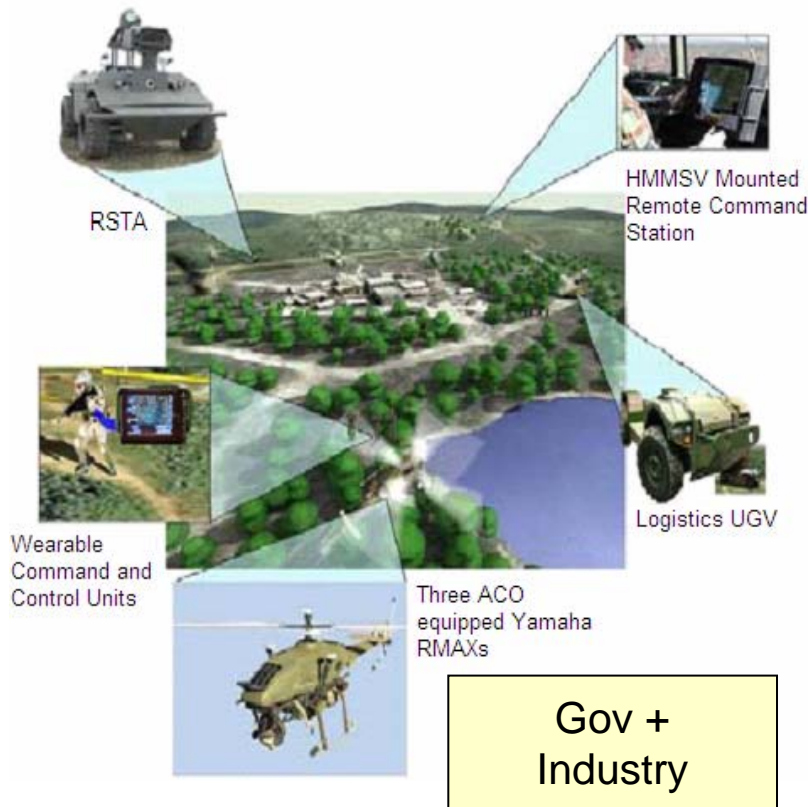 RSTA
HMMSV Mounted
Remote Command
Station
Wearable
Command and
Control Units
Logistics UGV
Three ACO
equipped Yamaha
RMAXs
Gov +
Industry